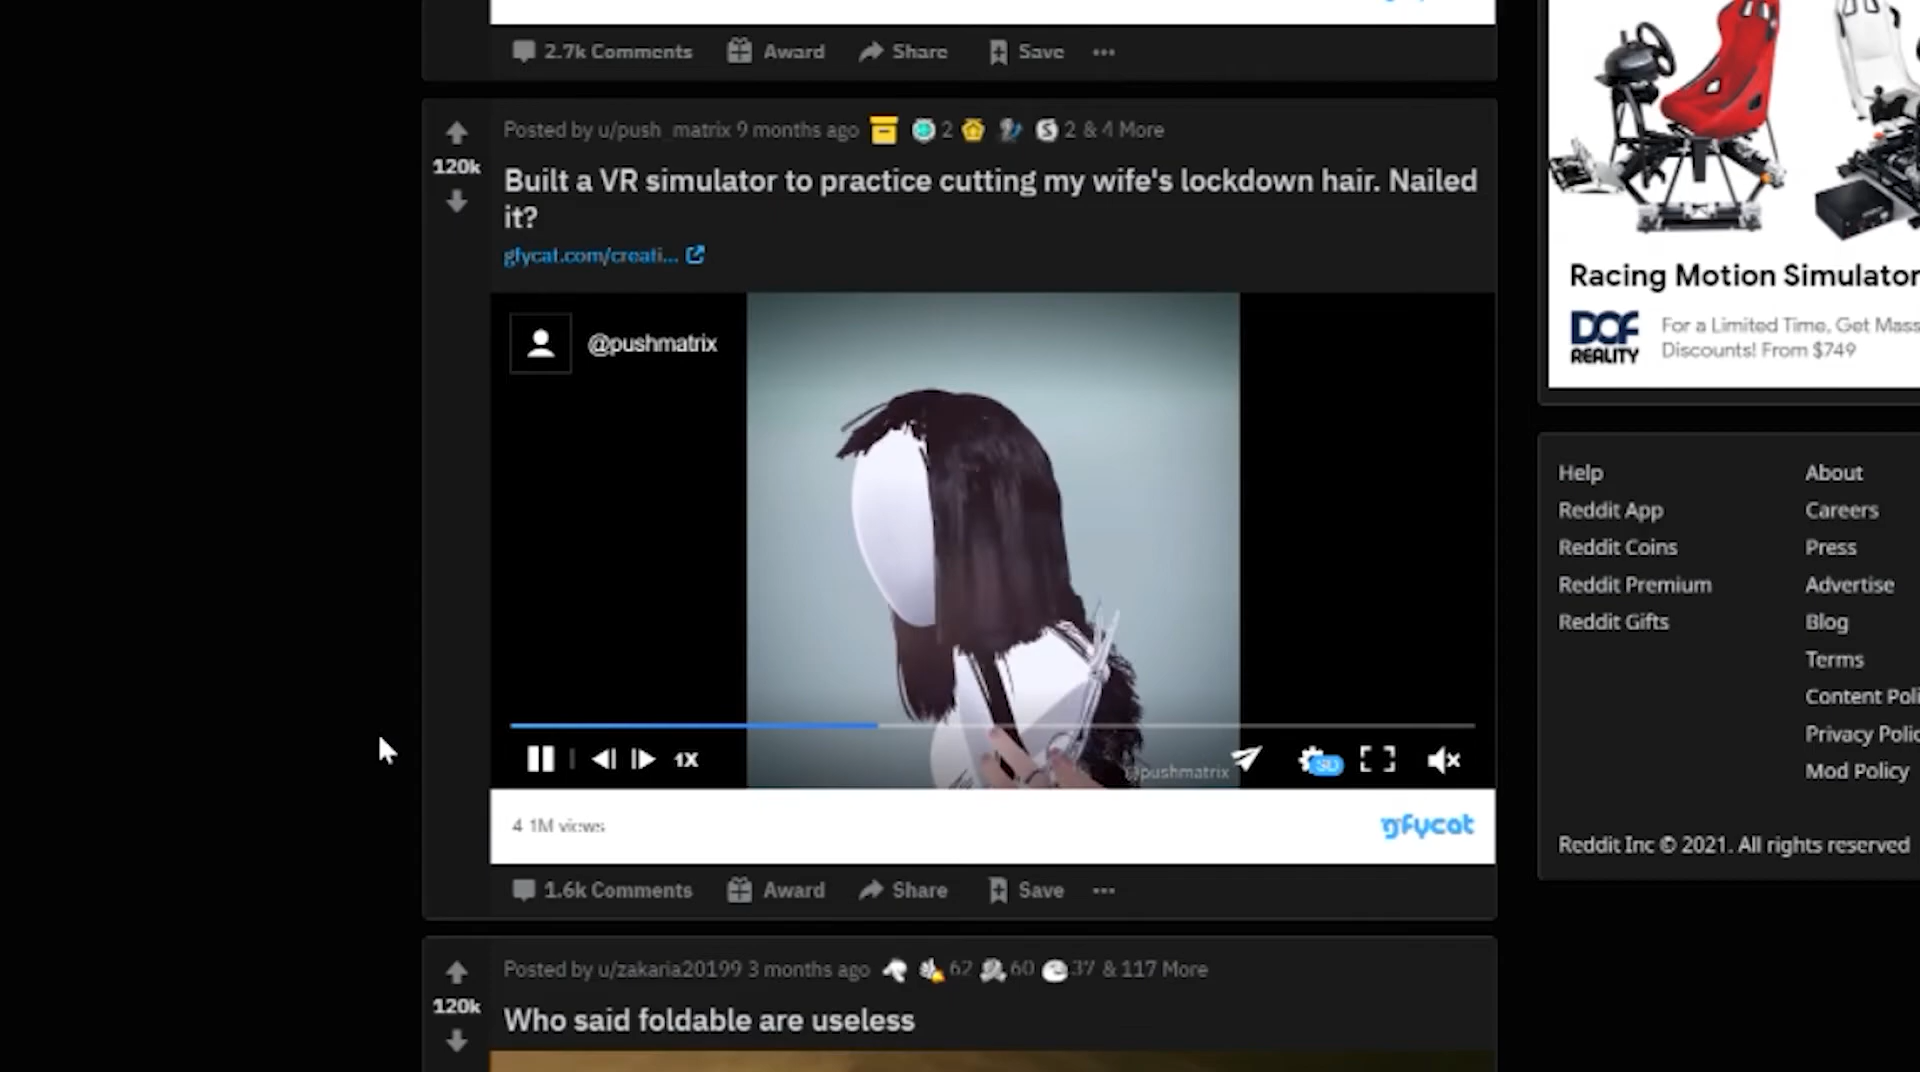 2.7k Comments Award Share Save
Posted by u/push_matrix 9 months ago 2 S 2 & 4 More
120k
Built a VR simulator to practice cutting my wife's lockdown hair. Nailed
it?
gfycat.com/creati...
@pushmatrix
1X
SD
@pushmatrix
4.1M views
gfycat
1.6k Comments Award Share Save
Posted by u/zakaria20199 3 months ago 62 60 37 & 117 More
120k
Who said foldable are useless
Racing Motion Simulator
DOF
REALITY
For a Limited Time, Get Mass
Discounts! From $749
Help
Reddit App
Reddit Coins
Reddit Premium
Reddit Gifts
About
Careers
Press
Advertise
Blog
Terms
Content Poli
Privacy Polic
Mod Policy
Reddit Inc © 2021. All rights reserved